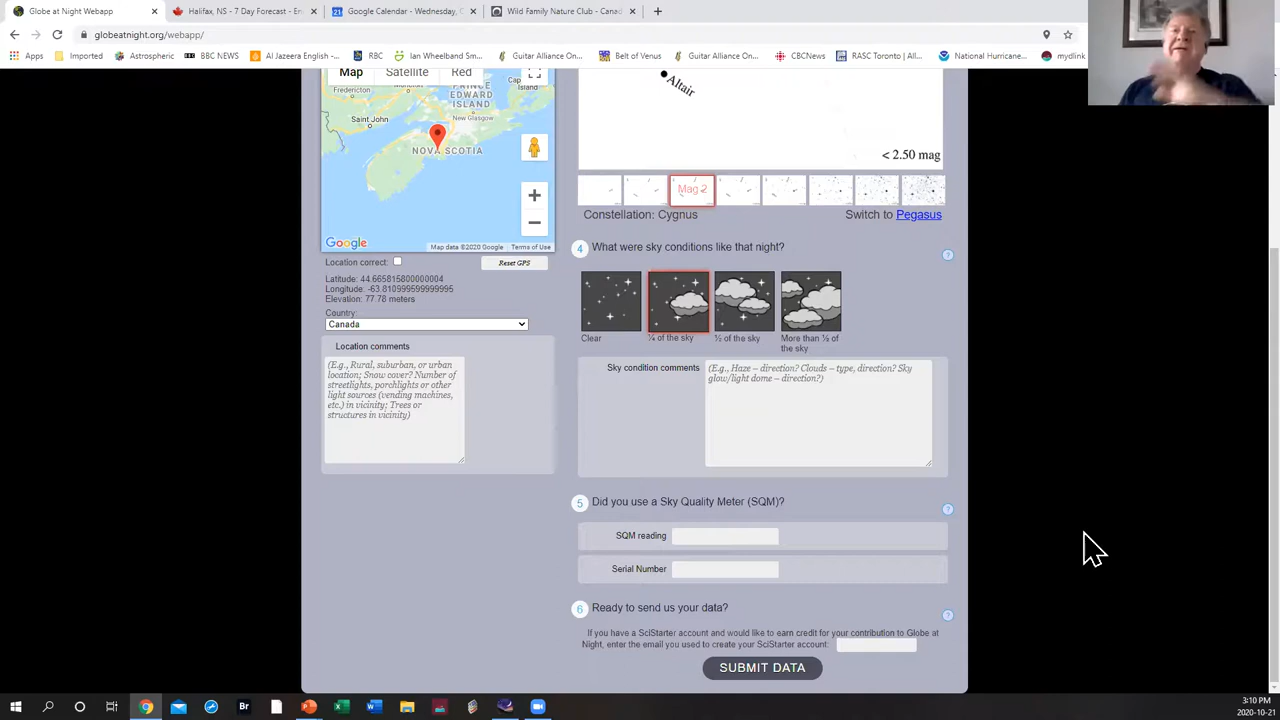 Globe at Night Webapp
Halifax, NS - 7 Day Forecast - En
Google Calendar - Wednesday, O
Wild Family Nature Club - Canad
globeatnight.org/webapp/
Apps
Imported
Astrospheric
BBC NEWS
Al Jazeera English -...
RBC
Ian Wheelband Sm...
Guitar Alliance On...
Belt of Venus
Guitar Alliance On...
CBCNews
RASC Toronto | Al...
National Hurricane...
mydlink
Map
Satellite
Red
Fredericton
PRINCE
EDWARD
ISLAND
Cape
Island
New Glasgow
Saint John
NOVA SCOTIA
Google
Map data ©2020 Google
Terms of Use
Location correct:
Reset GPS
Latitude: 44.665815800000004
Longitude: -63.810999599999995
Elevation: 77.78 meters
Country:
Canada
Location comments
(E.g., Rural, suburban, or urban
location; Snow cover? Number of
streetlights, porchlights or other
light sources (vending machines,
etc.) in vicinity; Trees or
structures in vicinity)
Altair
< 2.50 mag
Mag 2
Constellation: Cygnus
Switch to Pegasus
4 What were sky conditions like that night?
?
Clear
¼ of the sky
½ of the sky
More than ½ of
the sky
Sky condition comments
(E.g., Haze – direction? Clouds – type, direction? Sky
glow/light dome – direction?)
5 Did you use a Sky Quality Meter (SQM)?
?
SQM reading
Serial Number
6 Ready to send us your data?
?
If you have a SciStarter account and would like to earn credit for your contribution to Globe at
Night, enter the email you used to create your SciStarter account:
SUBMIT DATA
Br
3:10 PM
2020-10-21